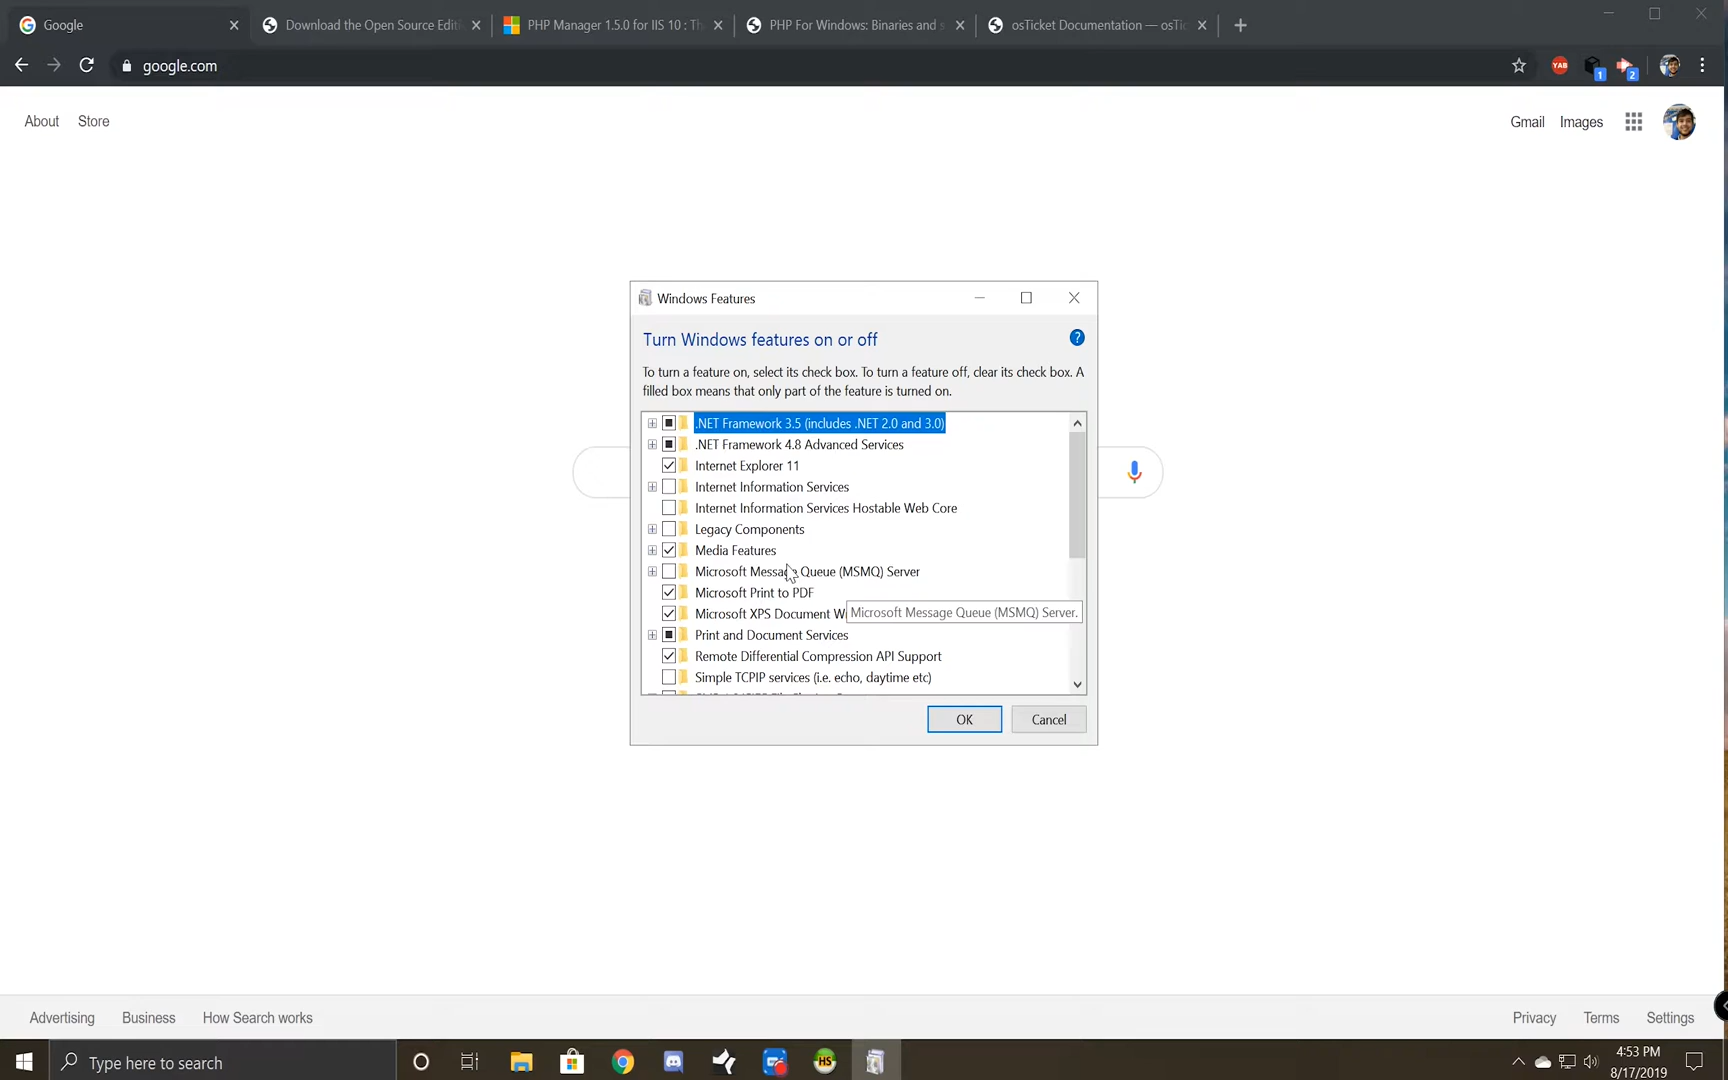 Google
Download the Open Source Editi
PHP Manager 1.5.0 for IIS 10 : Th
PHP For Windows: Binaries and s
osTicket Documentation — osTic
google.com
YAB
1
2
About
Store
Gmail
Images
Windows Features
Turn Windows features on or off
?
To turn a feature on, select its check box. To turn a feature off, clear its check box. A
filled box means that only part of the feature is turned on.
.NET Framework 3.5 (includes .NET 2.0 and 3.0)
.NET Framework 4.8 Advanced Services
Internet Explorer 11
Internet Information Services
Internet Information Services Hostable Web Core
Legacy Components
Media Features
Microsoft Message Queue (MSMQ) Server
Microsoft Print to PDF
Microsoft XPS Document W
Microsoft Message Queue (MSMQ) Server.
Print and Document Services
Remote Differential Compression API Support
Simple TCPIP services (i.e. echo, daytime etc)
OK
Cancel
Advertising
Business
How Search works
Privacy
Terms
Settings
Type here to search
HS
4:53 PM
8/17/2019